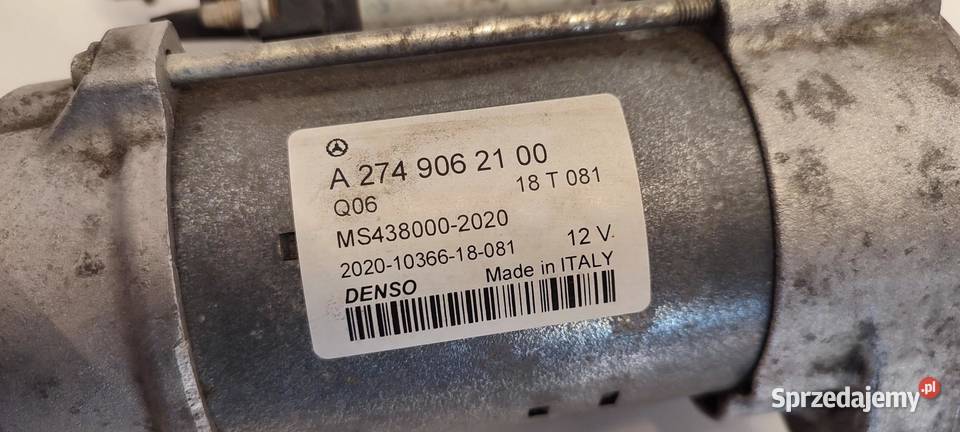 A 274 906 21 00
Q06 18 T 081
MS438000-2020
2020-10366-18-081 12 V.
DENSO Made in ITALY
Sprzedajemy.pl